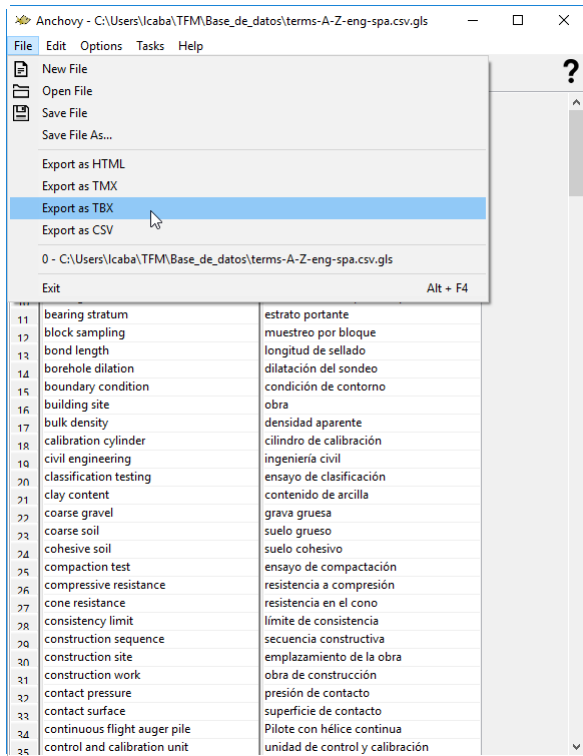 Anchovy - C:\Users\Icaba\TFM\Base_de_datos\terms-A-Z-eng-spa.csv.gls
File Edit Options Tasks Help
New File
?
Open File
Save File
Save File As...
Export as HTML
Export as TMX
Export as TBX
Export as CSV
0 - C:\Users\Icaba\TFM\Base_de_datos\terms-A-Z-eng-spa.csv.gls
Exit Alt + F4
11 bearing stratum estrato portante
12 block sampling muestreo por bloque
13 bond length longitud de sellado
14 borehole dilation dilatación del sondeo
15 boundary condition condición de contorno
16 building site obra
17 bulk density densidad aparente
18 calibration cylinder cilindro de calibración
19 civil engineering ingeniería civil
20 classification testing ensayo de clasificación
21 clay content contenido de arcilla
22 coarse gravel grava gruesa
23 coarse soil suelo grueso
24 cohesive soil suelo cohesivo
25 compaction test ensayo de compactación
26 compressive resistance resistencia a compresión
27 cone resistance resistencia en el cono
28 consistency limit límite de consistencia
29 construction sequence secuencia constructiva
30 construction site emplazamiento de la obra
31 construction work obra de construcción
32 contact pressure presión de contacto
33 contact surface superficie de contacto
34 continuous flight auger pile Pilote con hélice continua
35 control and calibration unit unidad de control y calibración